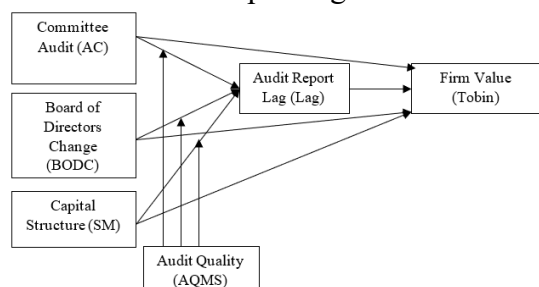 Committee
Audit (AC)
Audit Report
Lag (Lag)
Firm Value
(Tobin)
Board of
Directors
Change
(BODC)
Capital
Structure (SM)
Audit Quality
(AQMS)